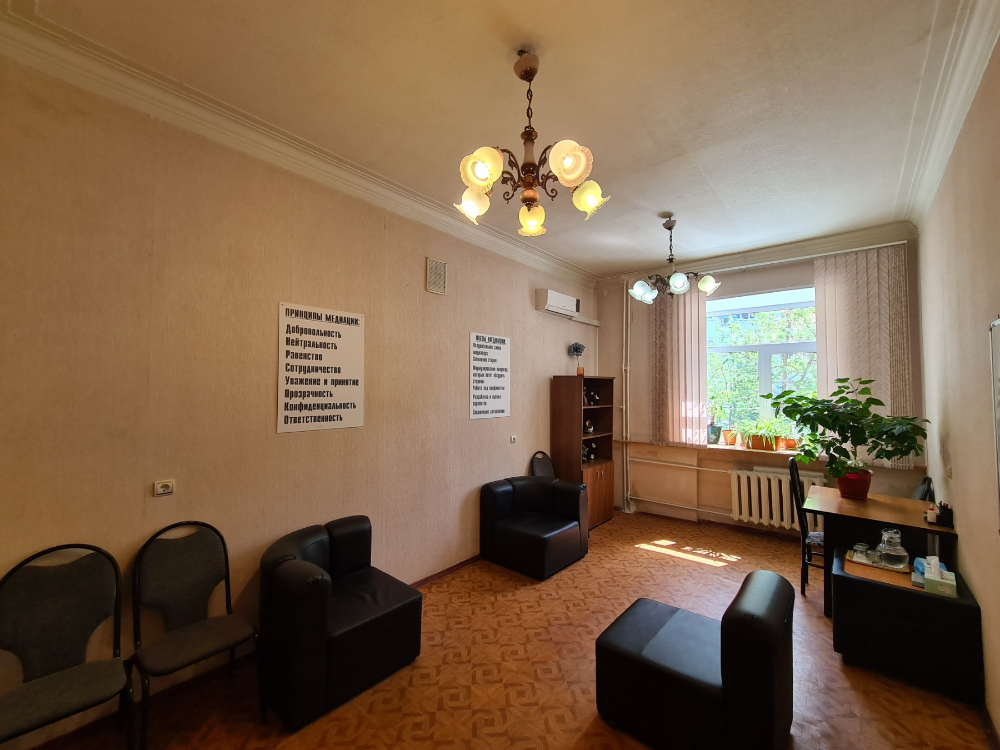 ПРИНЦИПЫ МЕДИАЦИИ:
Добровольность
Нейтральность
Равенство
Сотрудничество
Уважение и принятие
Прозрачность
Конфиденциальность
Ответственность
ФАЗЫ МЕДИАЦИИ:
Вступительное слово
медиатора
Заявления сторон
Формулирование вопросов,
которые хотят обсудить
стороны
Работа над конфликтом
Разработка и оценка
вариантов
Заключение соглашения